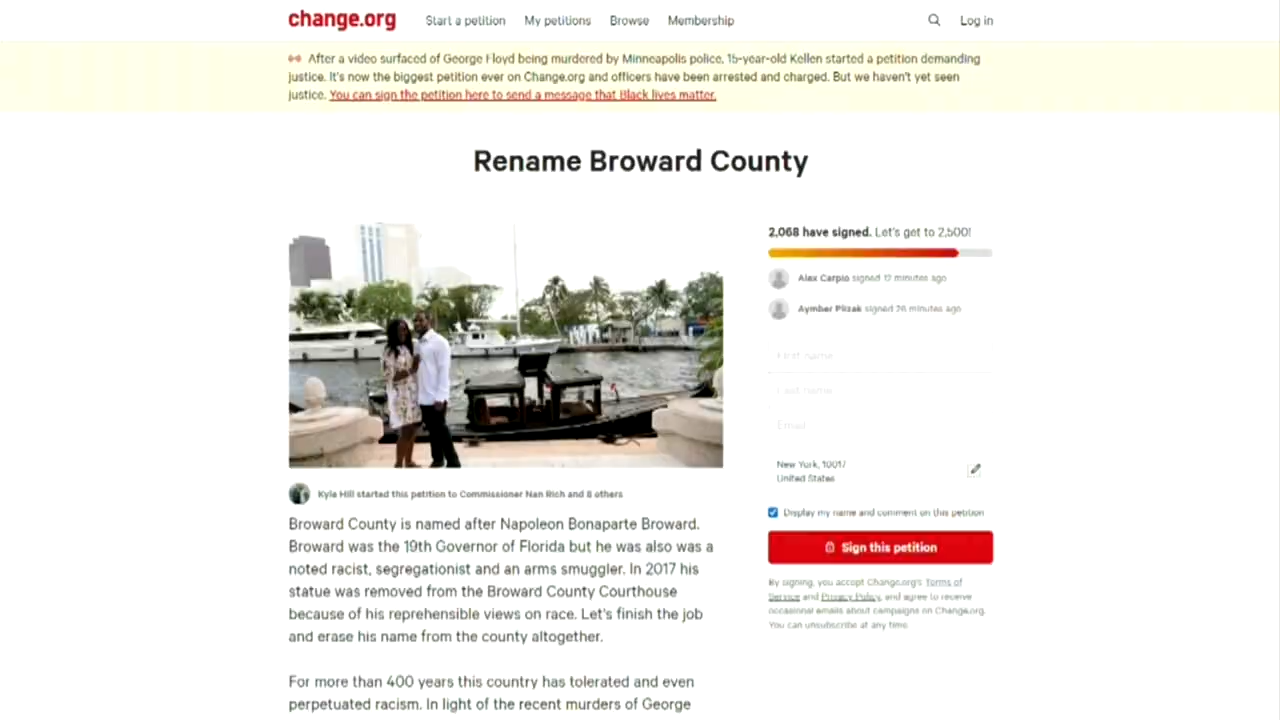 change.org Start a petition My petitions Browse Membership Log in
After a video surfaced of George Floyd being murdered by Minneapolis police, 15-year-old Kellen started a petition demanding
justice. It's now the biggest petition ever on Change.org and officers have been arrested and charged. But we haven't yet seen
justice. You can sign the petition here to send a message that Black lives matter.
Rename Broward County
2,068 have signed. Let's get to 2,500!
Alex Carpio signed 12 minutes ago
Aymber Plizak signed 26 minutes ago
First name
Last name
Email
New York, 10017
United States
Display my name and comment on this petition
Sign this petition
By signing, you accept Change.org's Terms of
Service and Privacy Policy, and agree to receive
occasional emails about campaigns on Change.org.
You can unsubscribe at any time.
Kyle Hill started this petition to Commissioner Nan Rich and 8 others
Broward County is named after Napoleon Bonaparte Broward.
Broward was the 19th Governor of Florida but he was also was a
noted racist, segregationist and an arms smuggler. In 2017 his
statue was removed from the Broward County Courthouse
because of his reprehensible views on race. Let's finish the job
and erase his name from the county altogether.
For more than 400 years this country has tolerated and even
perpetuated racism. In light of the recent murders of George